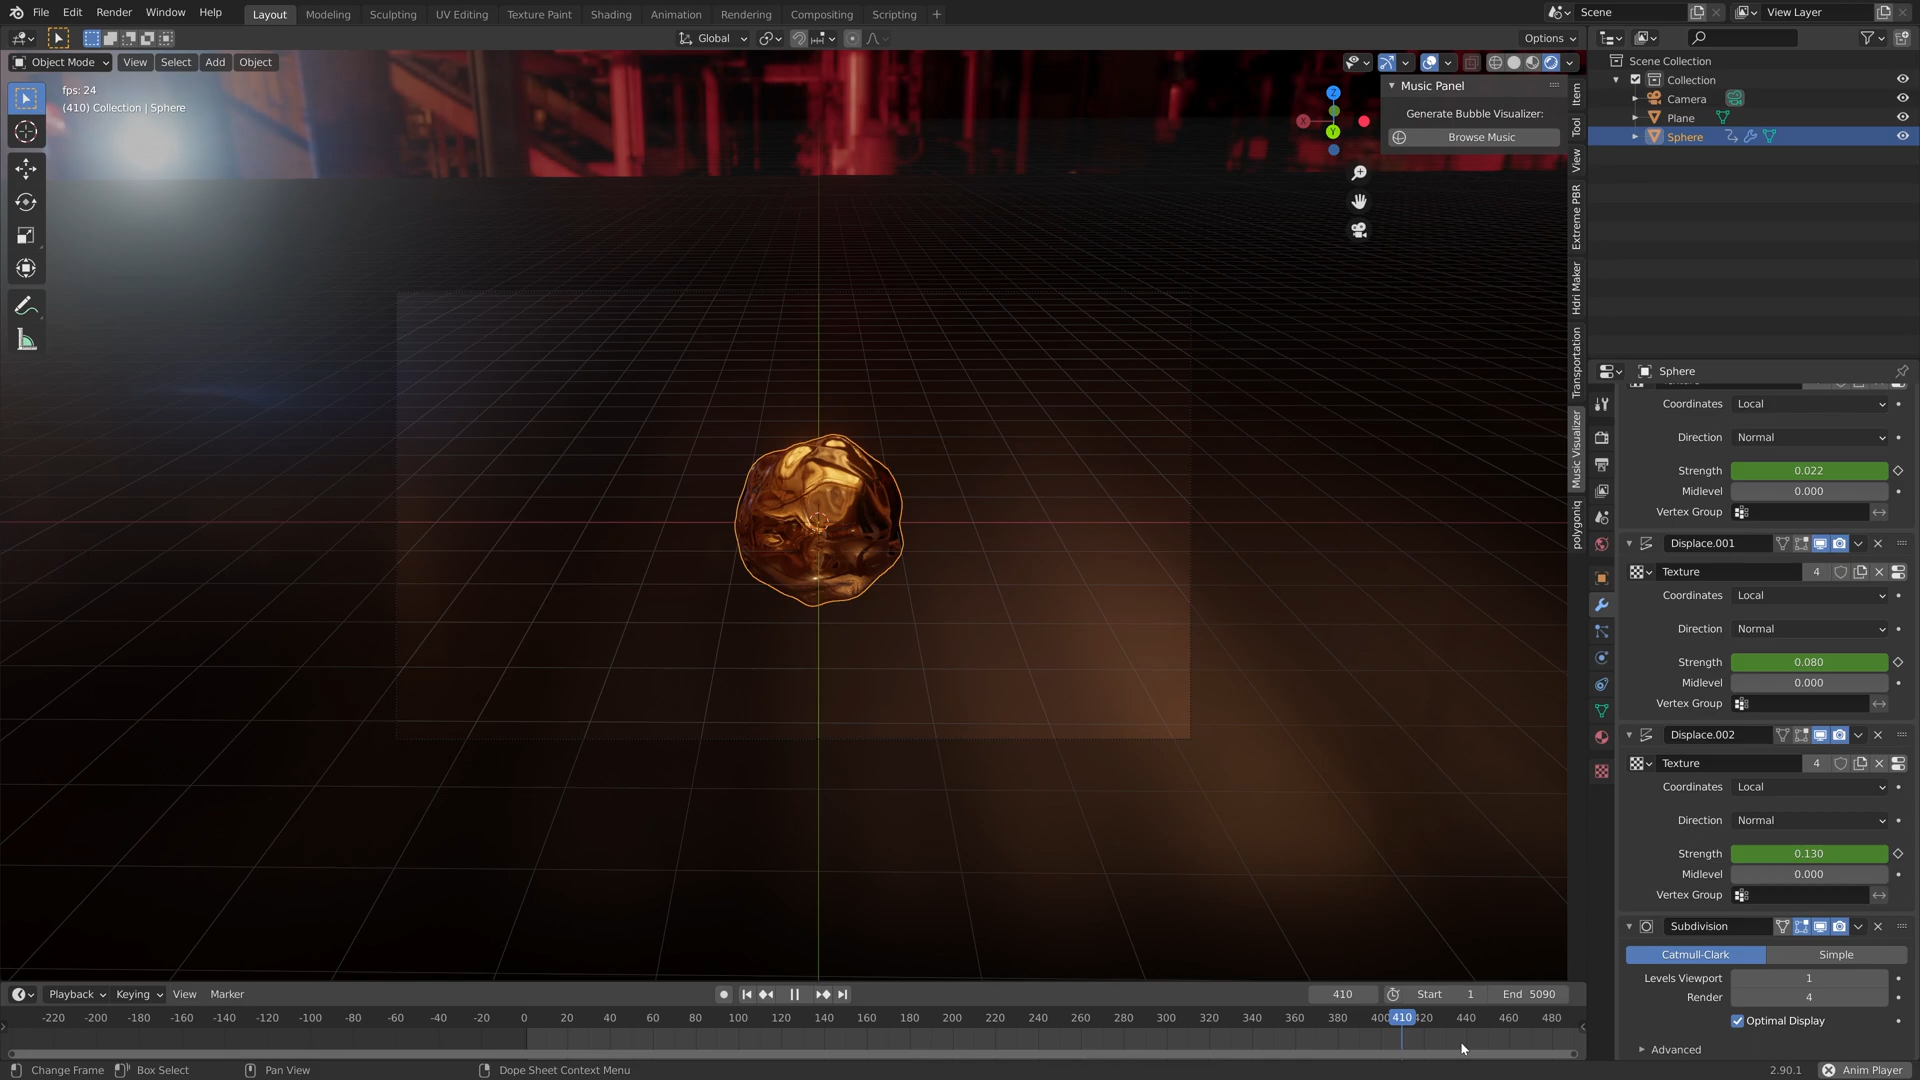 File Edit Render Window Help Layout Modeling Sculpting UV Editing Texture Paint Shading Animation Rendering Compositing Scripting + Scene View Layer
Global Options
Object Mode View Select Add Object
fps: 24
(410) Collection | Sphere
Z
X
Y
Music Panel
Generate Bubble Visualizer:
Browse Music
Item
Tool
View
Extreme PBR
Hdri Maker
Transportation
Music Visualizer
polygoniq
Scene Collection
Collection
Camera
Plane
Sphere
Sphere
Coordinates Local
Direction Normal
Strength 0.022
Midlevel 0.000
Vertex Group
Displace.001
Texture 4
Coordinates Local
Direction Normal
Strength 0.080
Midlevel 0.000
Vertex Group
Displace.002
Texture 4
Coordinates Local
Direction Normal
Strength 0.130
Midlevel 0.000
Vertex Group
Subdivision
Catmull-Clark Simple
Levels Viewport 1
Render 4
Optimal Display
Advanced
Playback Keying View Marker 410 Start 1 End 5090
-220 -200 -180 -160 -140 -120 -100 -80 -60 -40 -20 0 20 40 60 80 100 120 140 160 180 200 220 240 260 280 300 320 340 360 380 400 410 420 440 460 480
Change Frame Box Select Pan View Dope Sheet Context Menu 2.90.1 Anim Player